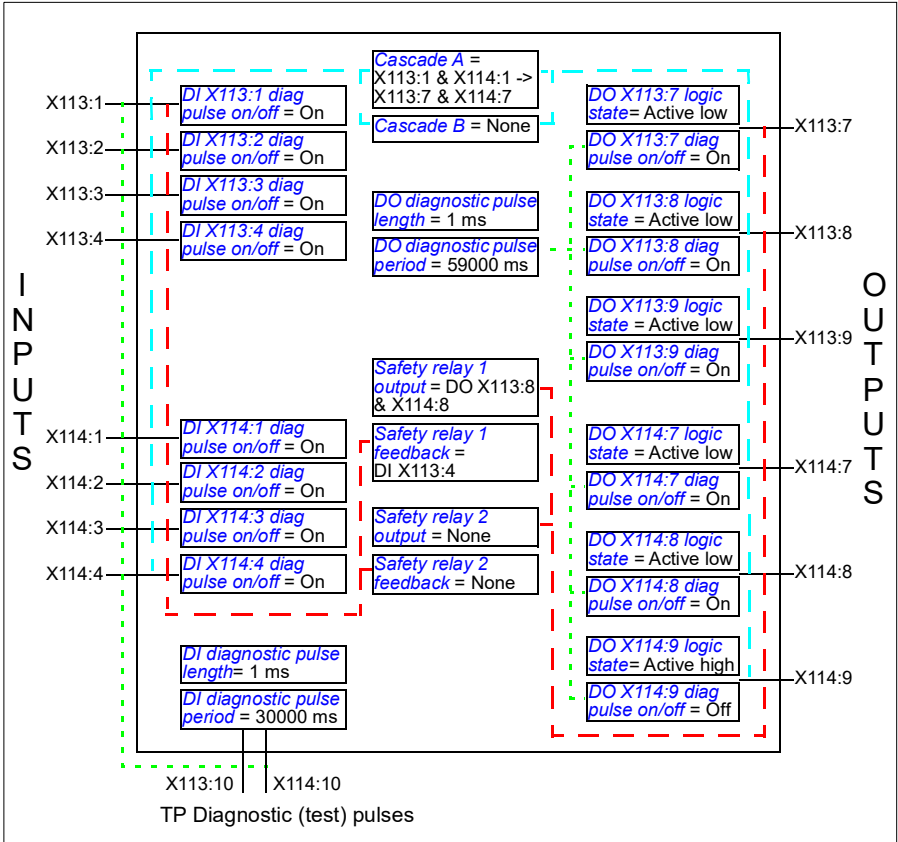 INPUTS
X113:1
X113:2
X113:3
X113:4
X114:1
X114:2
X114:3
X114:4
DI X113:1 diag
pulse on/off = On
DI X113:2 diag
pulse on/off = On
DI X113:3 diag
pulse on/off = On
DI X113:4 diag
pulse on/off = On
DI X114:1 diag
pulse on/off = On
DI X114:2 diag
pulse on/off = On
DI X114:3 diag
pulse on/off = On
DI X114:4 diag
pulse on/off = On
DI diagnostic pulse
length= 1 ms
DI diagnostic pulse
period = 30000 ms
X113:10
X114:10
TP Diagnostic (test) pulses
Cascade A =
X113:1 & X114:1 ->
X113:7 & X114:7
Cascade B = None
DO diagnostic pulse
length = 1 ms
DO diagnostic pulse
period = 59000 ms
Safety relay 1
output = DO X113:8
& X114:8
Safety relay 1
feedback =
DI X113:4
Safety relay 2
output = None
Safety relay 2
feedback = None
DO X113:7 logic
state= Active low
DO X113:7 diag
pulse on/off = On
DO X113:8 logic
state = Active low
DO X113:8 diag
pulse on/off = On
DO X113:9 logic
state = Active low
DO X113:9 diag
pulse on/off = On
DO X114:7 logic
state = Active low
DO X114:7 diag
pulse on/off = On
DO X114:8 logic
state = Active low
DO X114:8 diag
pulse on/off = On
DO X114:9 logic
state= Active high
DO X114:9 diag
pulse on/off = Off
X113:7
X113:8
X113:9
X114:7
X114:8
X114:9
OUTPUTS